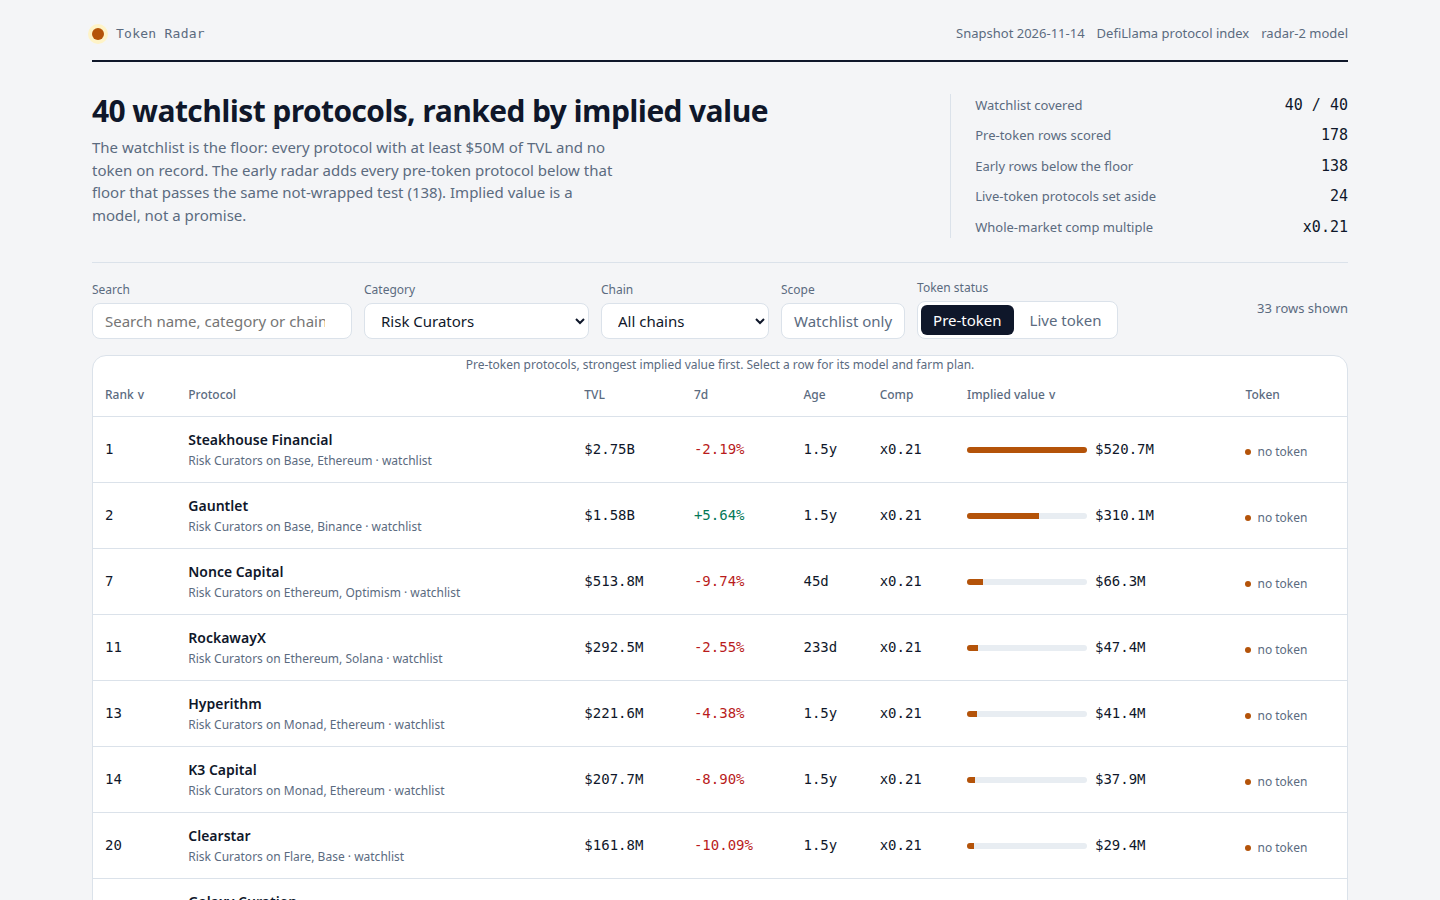 Token Radar
Snapshot 2026-11-14 DefiLlama protocol index radar-2 model
40 watchlist protocols, ranked by implied value
The watchlist is the floor: every protocol with at least $50M of TVL and no
token on record. The early radar adds every pre-token protocol below that
floor that passes the same not-wrapped test (138). Implied value is a
model, not a promise.
Watchlist covered 40 / 40
Pre-token rows scored 178
Early rows below the floor 138
Live-token protocols set aside 24
Whole-market comp multiple x0.21
Search Category Chain Scope Token status
Search name, category or chain Risk Curators All chains Watchlist only Pre-token Live token
33 rows shown
Pre-token protocols, strongest implied value first. Select a row for its model and farm plan.
Rank v Protocol TVL 7d Age Comp Implied value v Token
1 Steakhouse Financial $2.75B -2.19% 1.5y x0.21 $520.7M no token
Risk Curators on Base, Ethereum · watchlist
2 Gauntlet $1.58B +5.64% 1.5y x0.21 $310.1M no token
Risk Curators on Base, Binance · watchlist
7 Nonce Capital $513.8M -9.74% 45d x0.21 $66.3M no token
Risk Curators on Ethereum, Optimism · watchlist
11 RockawayX $292.5M -2.55% 233d x0.21 $47.4M no token
Risk Curators on Ethereum, Solana · watchlist
13 Hyperithm $221.6M -4.38% 1.5y x0.21 $41.4M no token
Risk Curators on Monad, Ethereum · watchlist
14 K3 Capital $207.7M -8.90% 1.5y x0.21 $37.9M no token
Risk Curators on Monad, Ethereum · watchlist
20 Clearstar $161.8M -10.09% 1.5y x0.21 $29.4M no token
Risk Curators on Flare, Base · watchlist